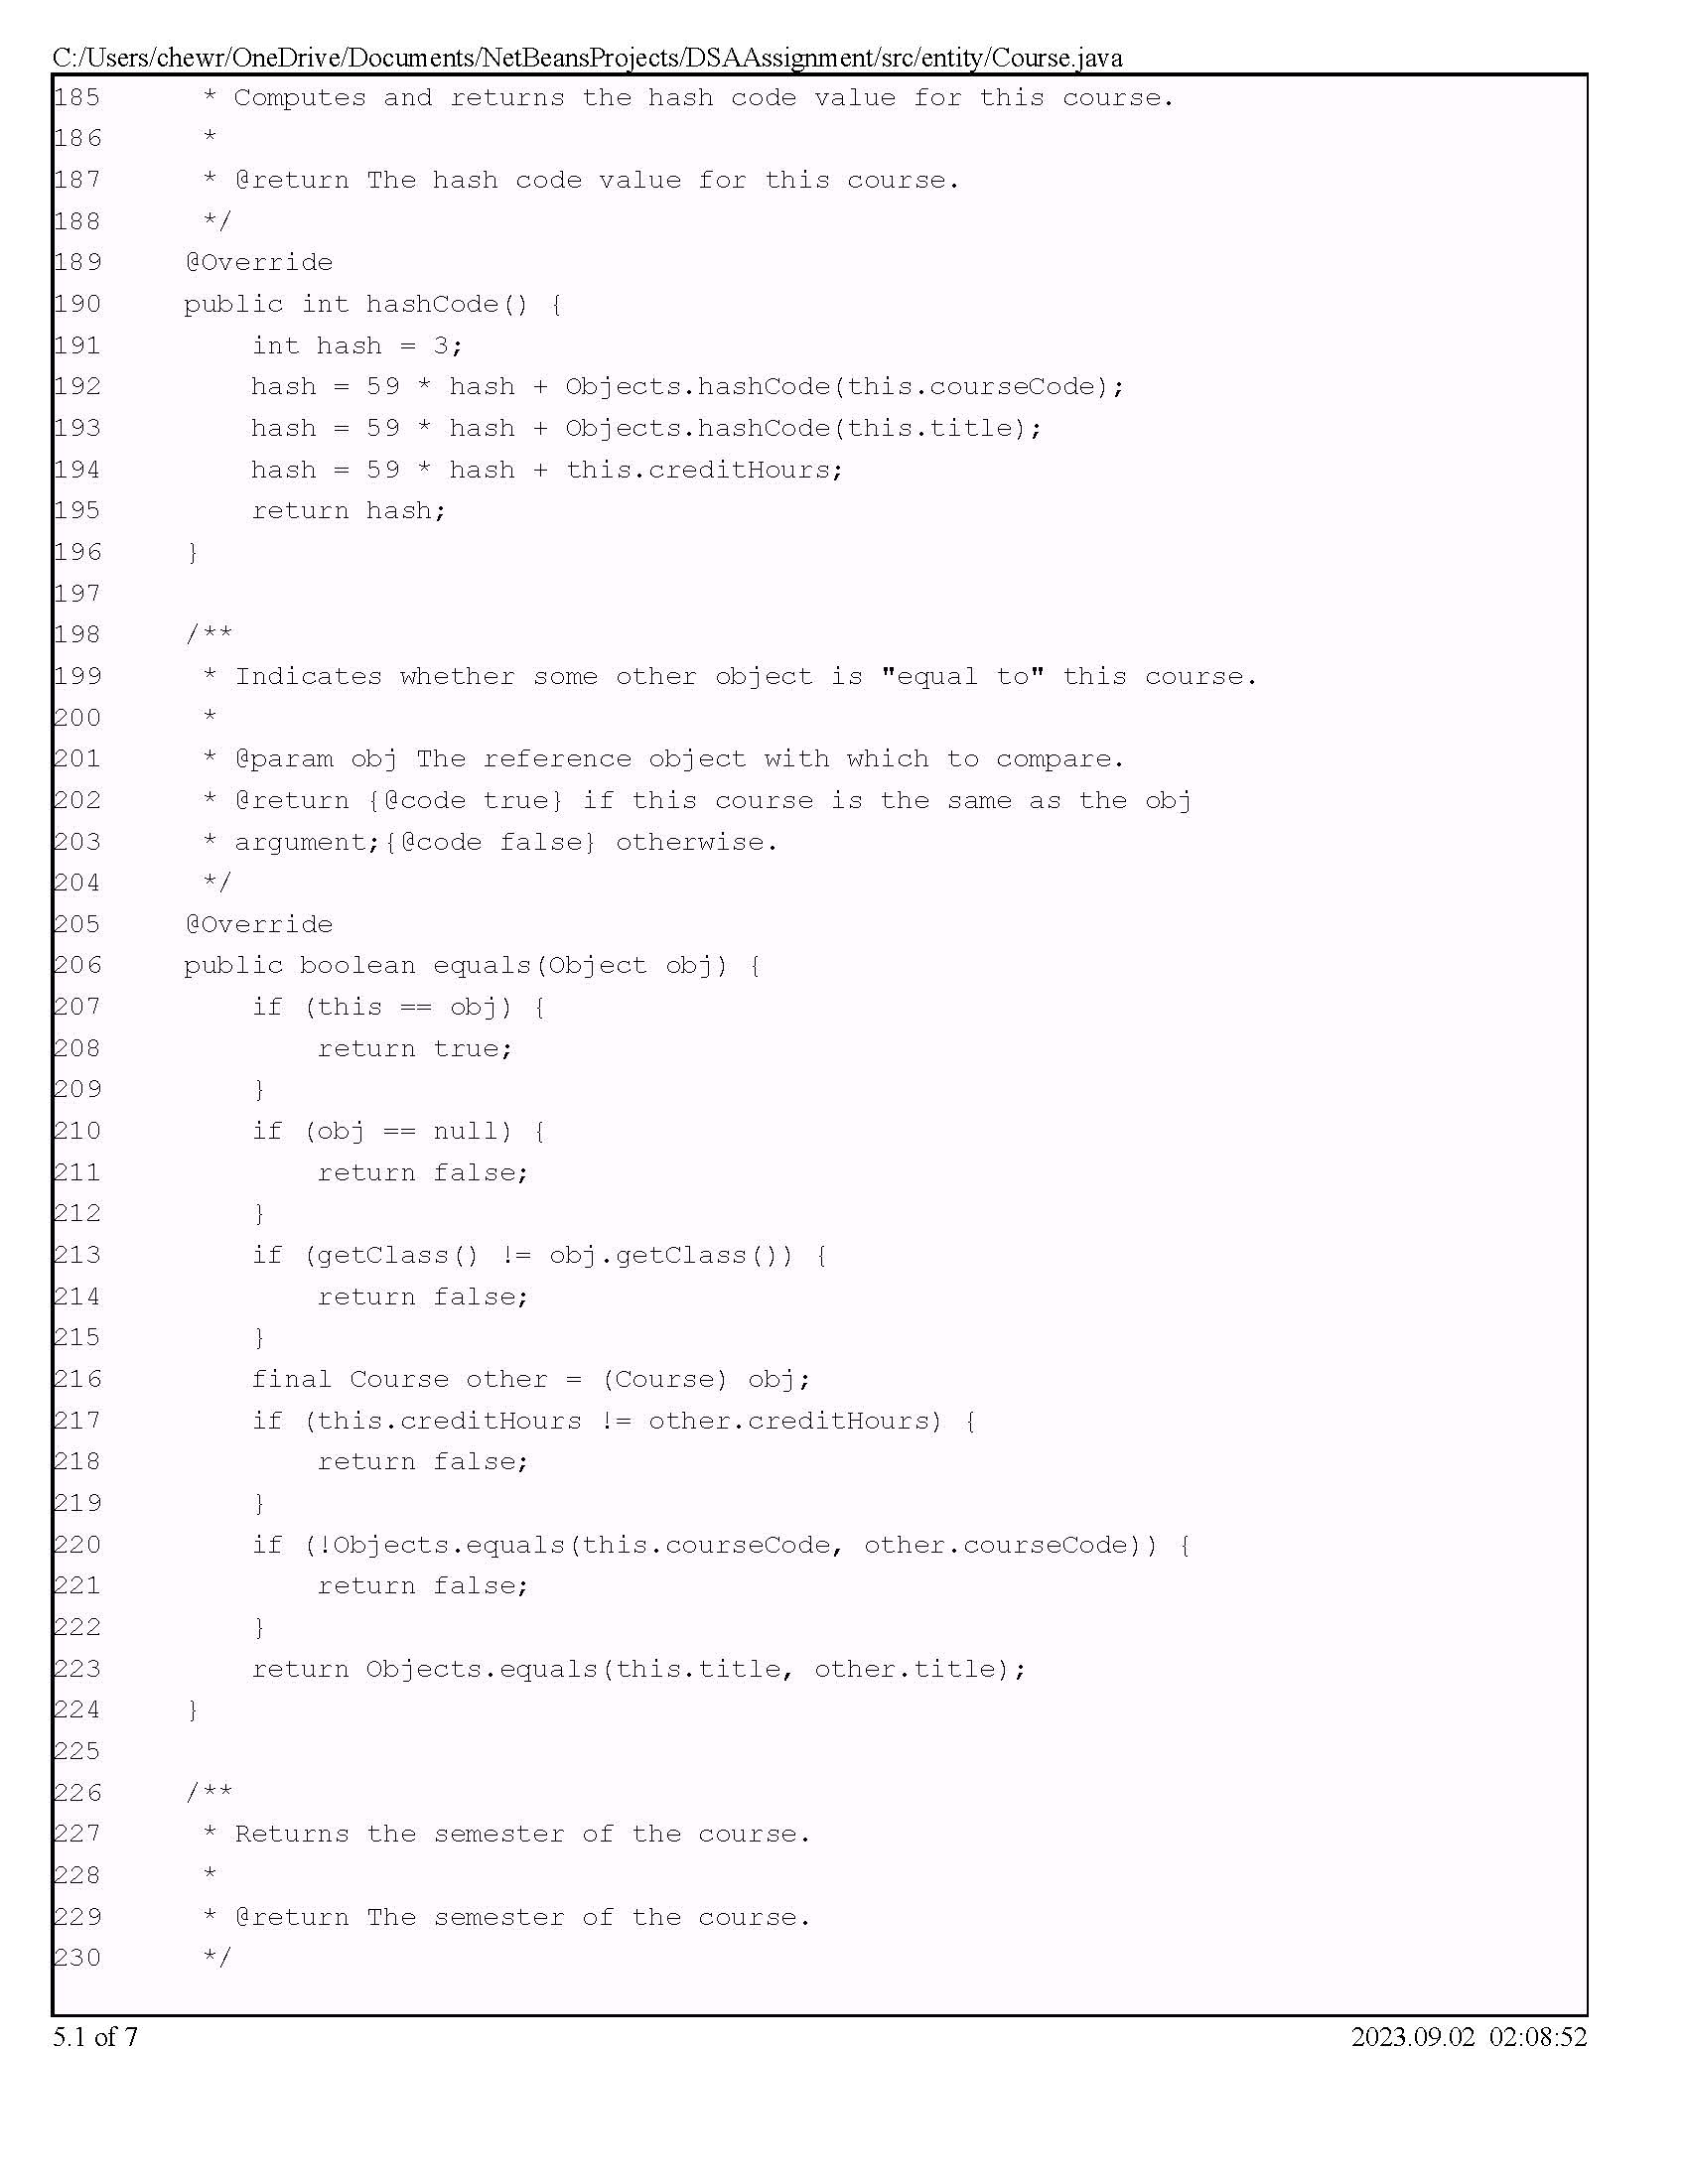 C:/Users/chewr/OneDrive/Documents/NetBeansProjects/DSAAssignment/src/entity/Course.java
185      * Computes and returns the hash code value for this course.
186      *
187      * @return The hash code value for this course.
188      */
189     @Override
190     public int hashCode() {
191         int hash = 3;
192         hash = 59 * hash + Objects.hashCode(this.courseCode);
193         hash = 59 * hash + Objects.hashCode(this.title);
194         hash = 59 * hash + this.creditHours;
195         return hash;
196     }
197
198     /**
199      * Indicates whether some other object is "equal to" this course.
200      *
201      * @param obj The reference object with which to compare.
202      * @return {@code true} if this course is the same as the obj
203      * argument;{@code false} otherwise.
204      */
205     @Override
206     public boolean equals(Object obj) {
207         if (this == obj) {
208             return true;
209         }
210         if (obj == null) {
211             return false;
212         }
213         if (getClass() != obj.getClass()) {
214             return false;
215         }
216         final Course other = (Course) obj;
217         if (this.creditHours != other.creditHours) {
218             return false;
219         }
220         if (!Objects.equals(this.courseCode, other.courseCode)) {
221             return false;
222         }
223         return Objects.equals(this.title, other.title);
224     }
225
226     /**
227      * Returns the semester of the course.
228      *
229      * @return The semester of the course.
230      */
5.1 of 7
2023.09.02 02:08:52